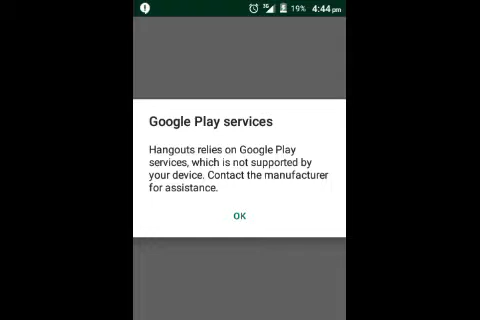 3G 19% 4:44 pm
Google Play services
Hangouts relies on Google Play
services, which is not supported by
your device. Contact the manufacturer
for assistance.
OK